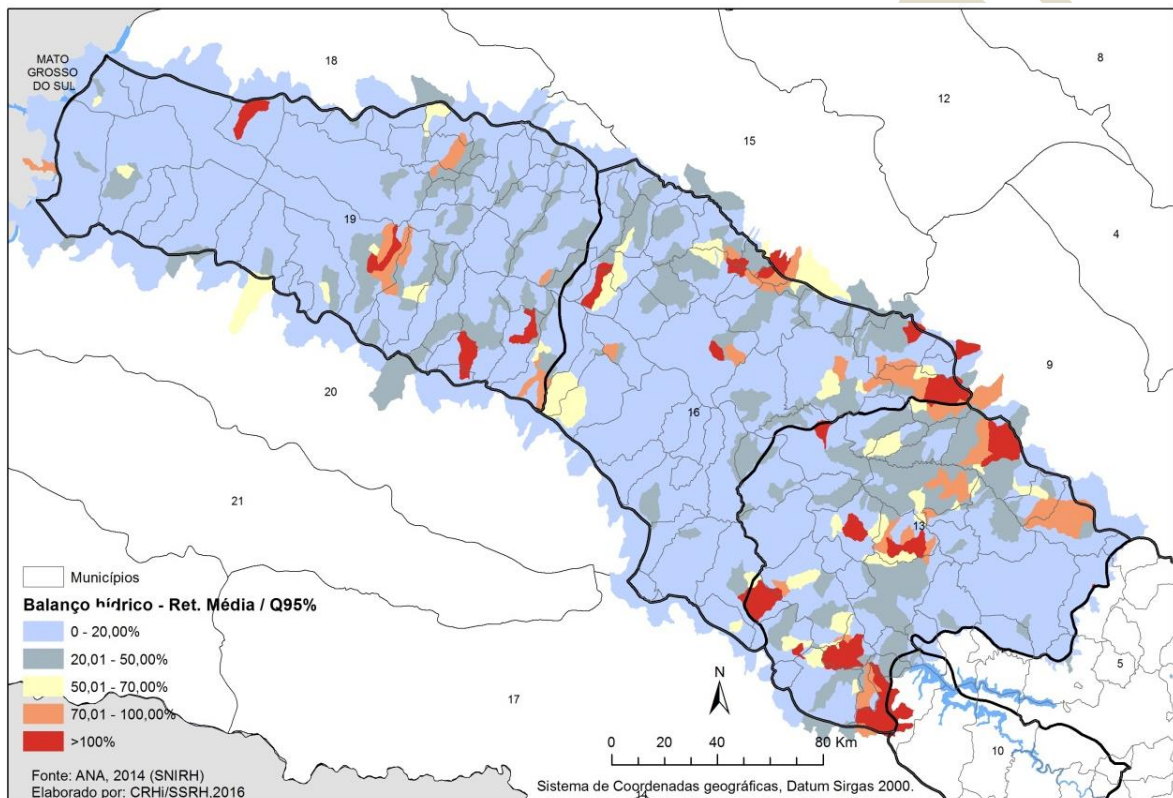 MATO
GROSSO
DO SUL
18
8
12
15
4
19
9
20
16
21
13
5
17
10
Municípios
Balanço hídrico - Ret. Média / Q95%
0 - 20,00%
20,01 - 50,00%
50,01 - 70,00%
70,01 - 100,00%
>100%
N
0 20 40 80 Km
Fonte: ANA, 2014 (SNIRH)
Elaborado por: CRHi/SSRH,2016
Sistema de Coordenadas geográficas, Datum Sirgas 2000.